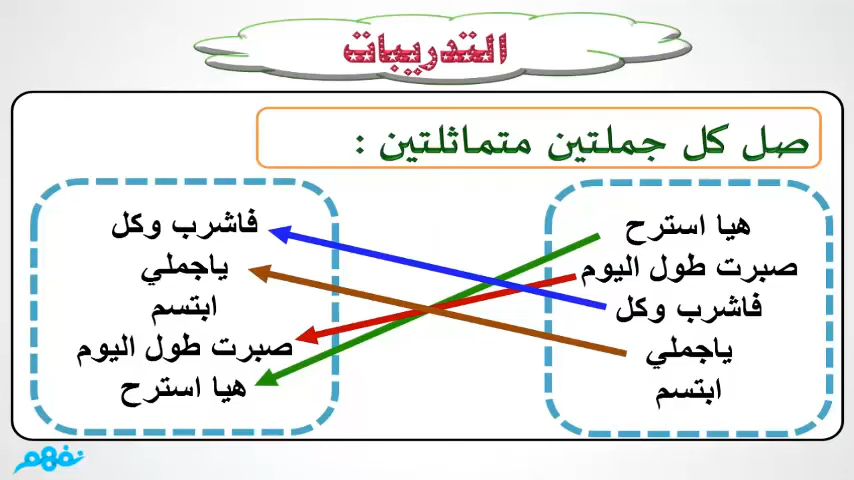 التدريبات
صل كل جملتين متماثلتين :
هيا استرح
صبرت طول اليوم
فاشرب وكل
ياجملي
ابتسم
فاشرب وكل
ياجملي
ابتسم
صبرت طول اليوم
هيا استرح
نفهم